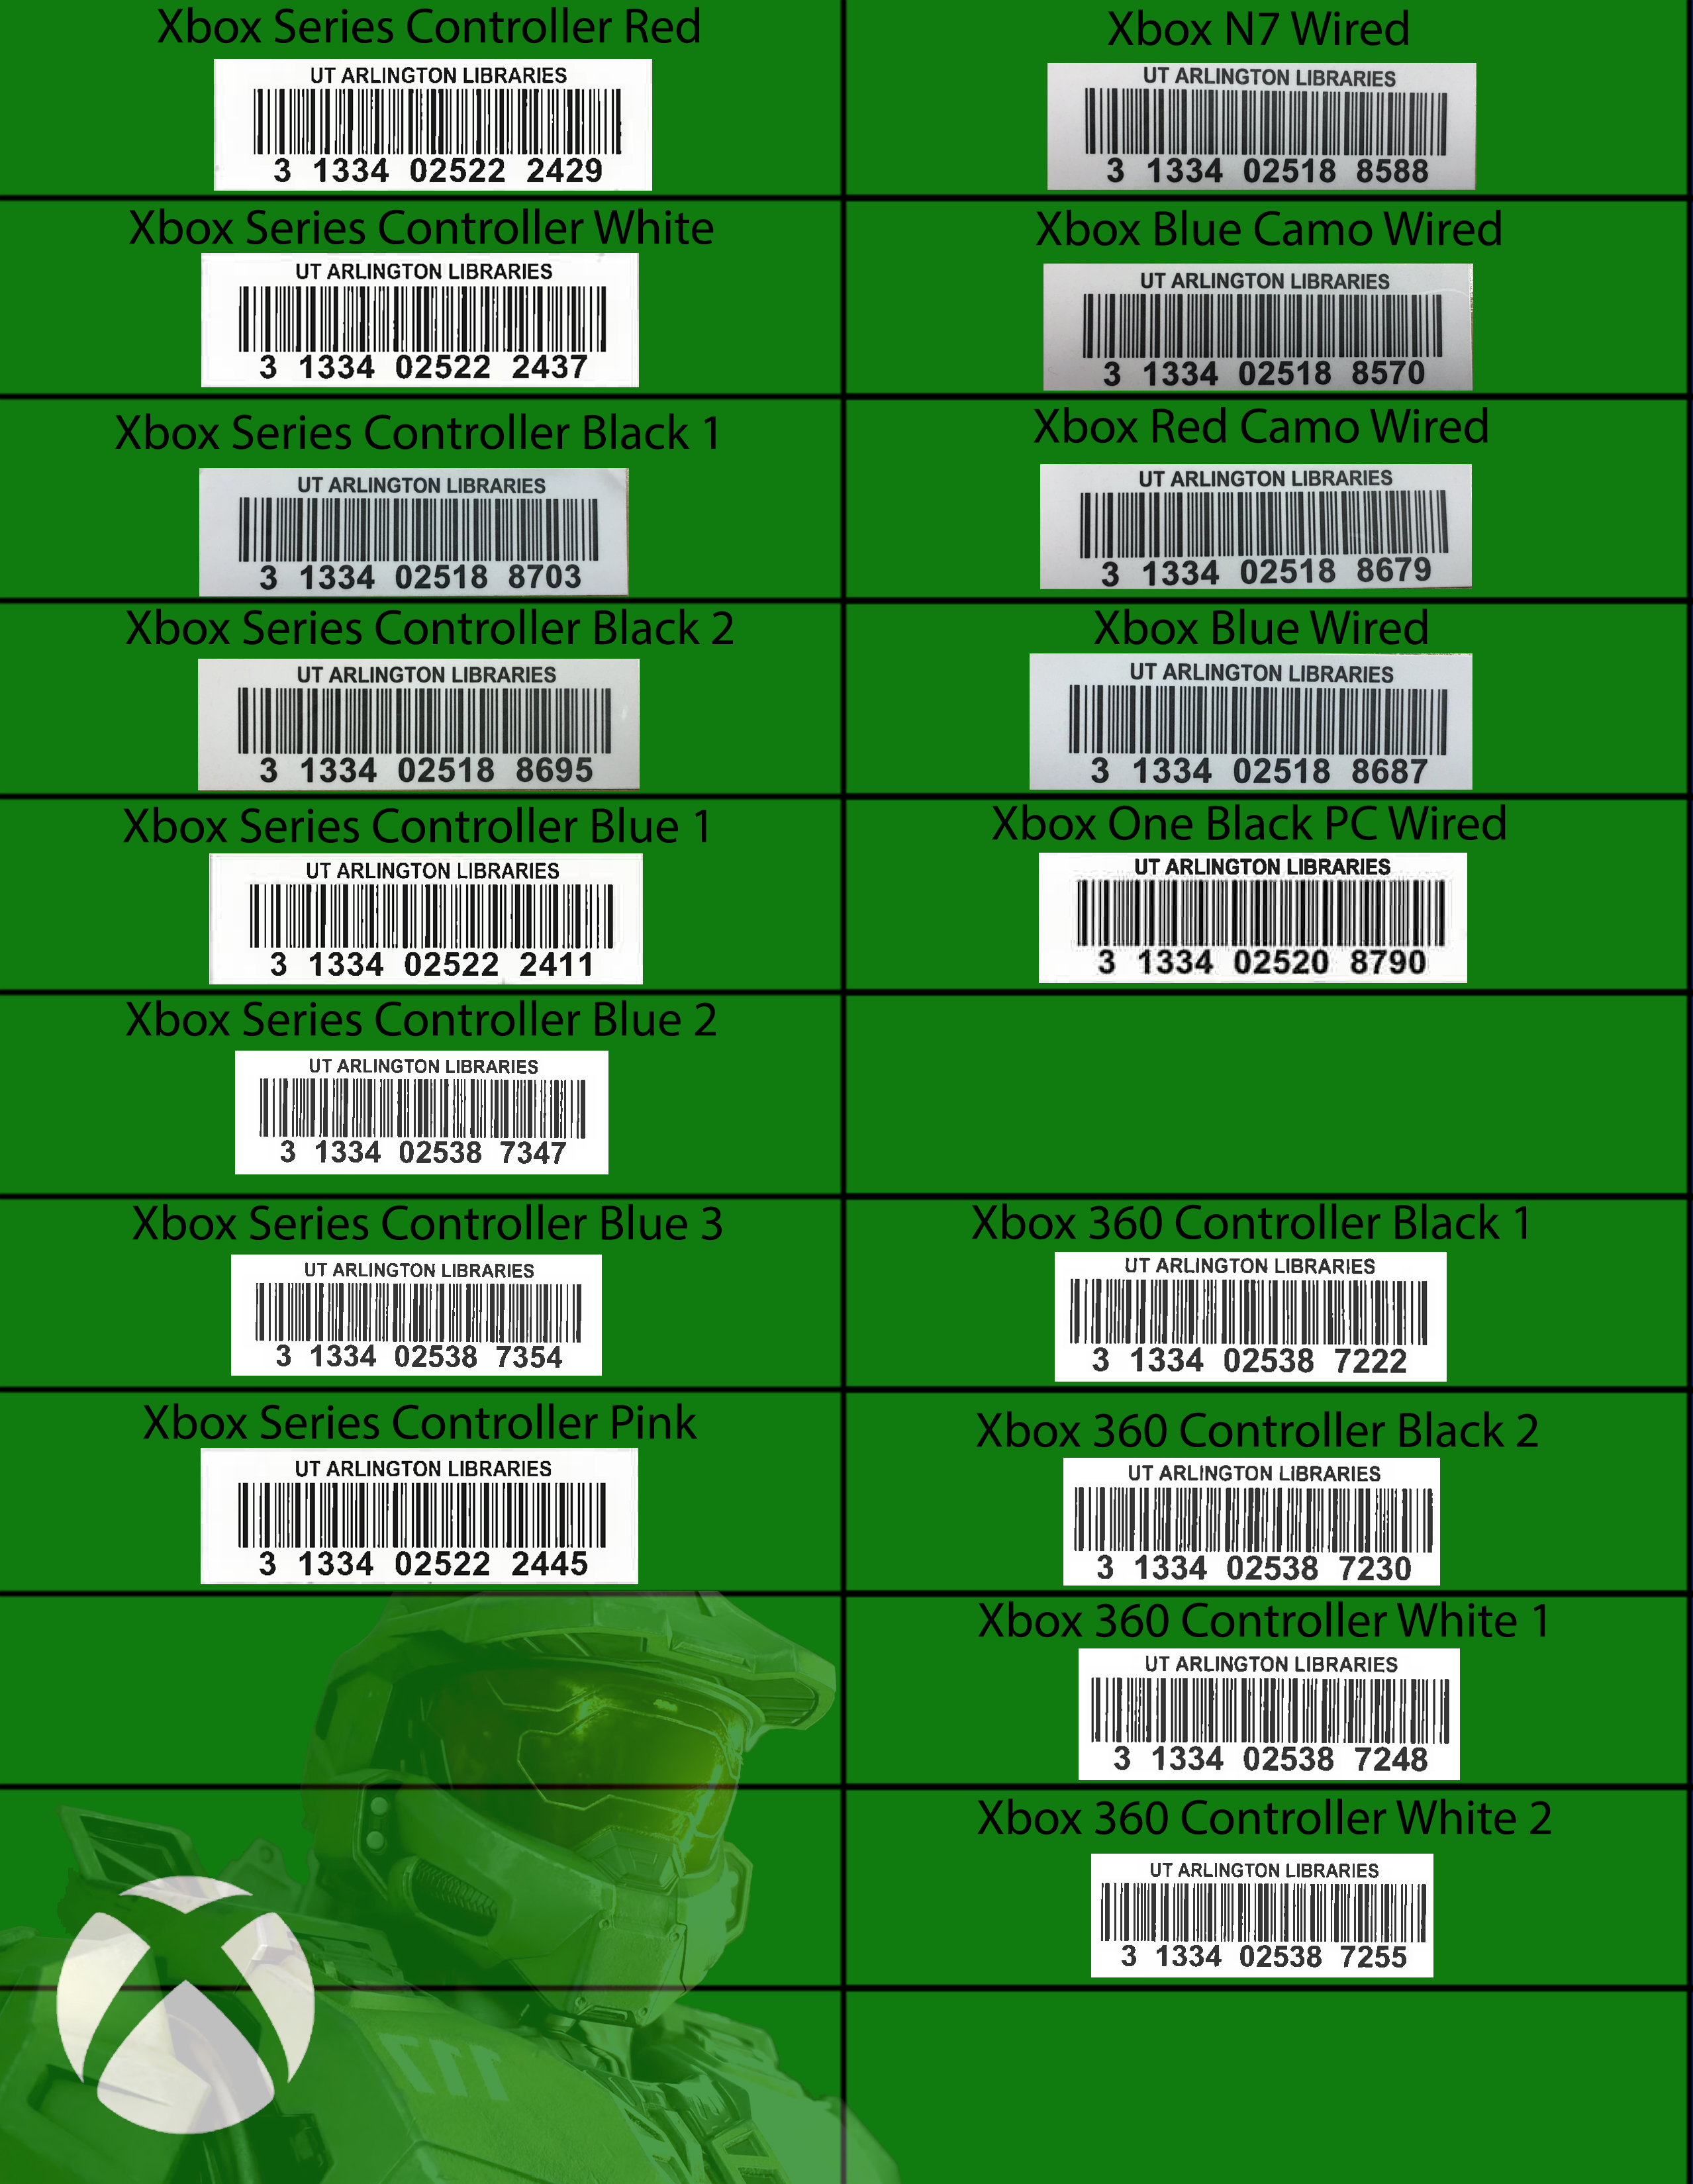 Xbox Series Controller Red
UT ARLINGTON LIBRARIES
3 1334 02522 2429
Xbox Series Controller White
UT ARLINGTON LIBRARIES
3 1334 02522 2437
Xbox Series Controller Black 1
UT ARLINGTON LIBRARIES
3 1334 02518 8703
Xbox Series Controller Black 2
UT ARLINGTON LIBRARIES
3 1334 02518 8695
Xbox Series Controller Blue 1
UT ARLINGTON LIBRARIES
3 1334 02522 2411
Xbox Series Controller Blue 2
UT ARLINGTON LIBRARIES
3 1334 02538 7347
Xbox Series Controller Blue 3
UT ARLINGTON LIBRARIES
3 1334 02538 7354
Xbox Series Controller Pink
UT ARLINGTON LIBRARIES
3 1334 02522 2445
Xbox N7 Wired
UT ARLINGTON LIBRARIES
3 1334 02518 8588
Xbox Blue Camo Wired
UT ARLINGTON LIBRARIES
3 1334 02518 8570
Xbox Red Camo Wired
UT ARLINGTON LIBRARIES
3 1334 02518 8679
Xbox Blue Wired
UT ARLINGTON LIBRARIES
3 1334 02518 8687
Xbox One Black PC Wired
UT ARLINGTON LIBRARIES
3 1334 02520 8790
Xbox 360 Controller Black 1
UT ARLINGTON LIBRARIES
3 1334 02538 7222
Xbox 360 Controller Black 2
UT ARLINGTON LIBRARIES
3 1334 02538 7230
Xbox 360 Controller White 1
UT ARLINGTON LIBRARIES
3 1334 02538 7248
Xbox 360 Controller White 2
UT ARLINGTON LIBRARIES
3 1334 02538 7255